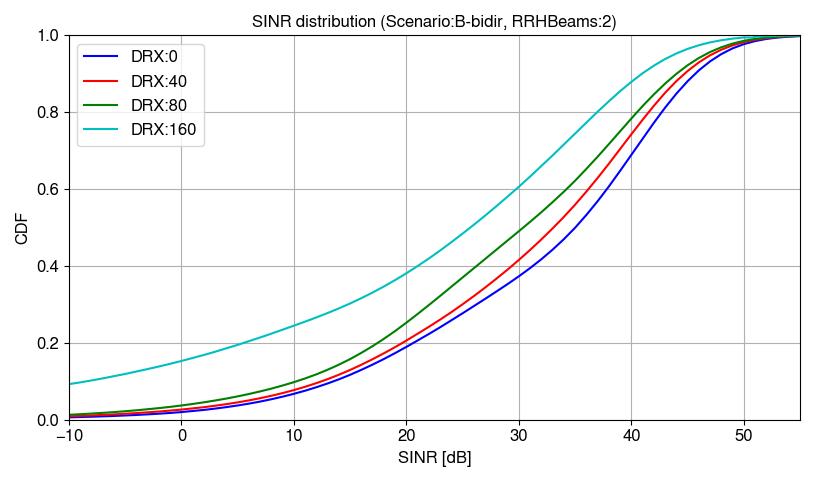 SINR distribution (Scenario:B-bidir, RRHBeams:2)
DRX:0
DRX:40
DRX:80
DRX:160
CDF
1.0
0.8
0.6
0.4
0.2
0.0
−10 0 10 20 30 40 50
SINR [dB]